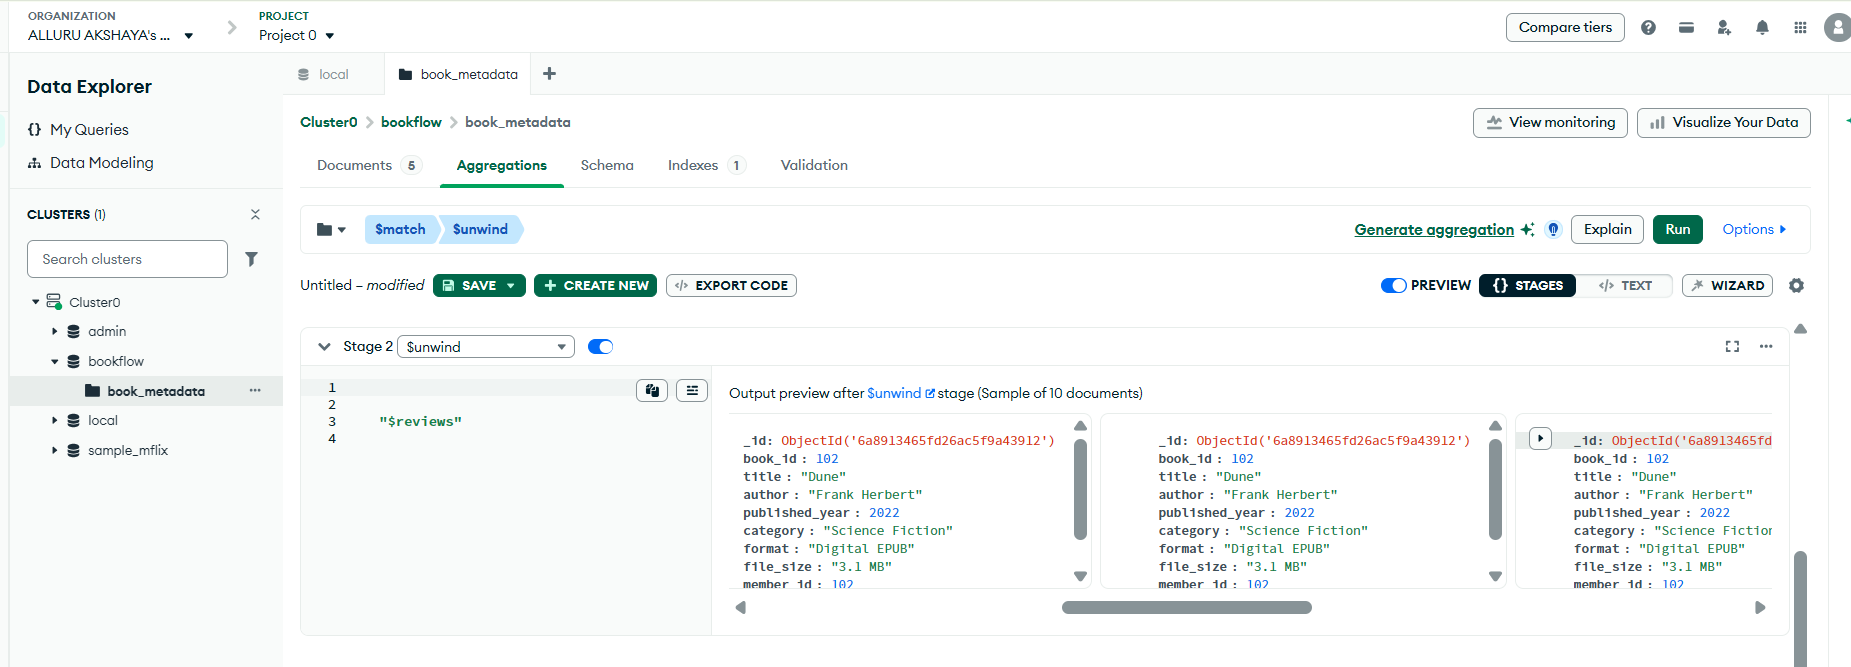 ORGANIZATION
ALLURU AKSHAYA's ...
PROJECT
Project 0
Compare tiers
Data Explorer
My Queries
Data Modeling
CLUSTERS (1)
Search clusters
Cluster0
admin
bookflow
book_metadata
local
sample_mflix
local
book_metadata
Cluster0 > bookflow > book_metadata
View monitoring
Visualize Your Data
Documents 5
Aggregations
Schema
Indexes 1
Validation
$match
$unwind
Generate aggregation
Explain
Run
Options
Untitled – modified
SAVE
CREATE NEW
EXPORT CODE
PREVIEW
STAGES
TEXT
WIZARD
Stage 2
$unwind
1
2
3 "$reviews"
4
Output preview after $unwind stage (Sample of 10 documents)
_id: ObjectId('6a8913465fd26ac5f9a43912')
book_id : 102
title : "Dune"
author : "Frank Herbert"
published_year : 2022
category : "Science Fiction"
format : "Digital EPUB"
file_size : "3.1 MB"
member_id : 102
_id: ObjectId('6a8913465fd26ac5f9a43912')
book_id : 102
title : "Dune"
author : "Frank Herbert"
published_year : 2022
category : "Science Fiction"
format : "Digital EPUB"
file_size : "3.1 MB"
member_id : 102
_id: ObjectId('6a8913465fd
book_id : 102
title : "Dune"
author : "Frank Herbert"
published_year : 2022
category : "Science Fiction
format : "Digital EPUB"
file_size : "3.1 MB"
member_id : 102